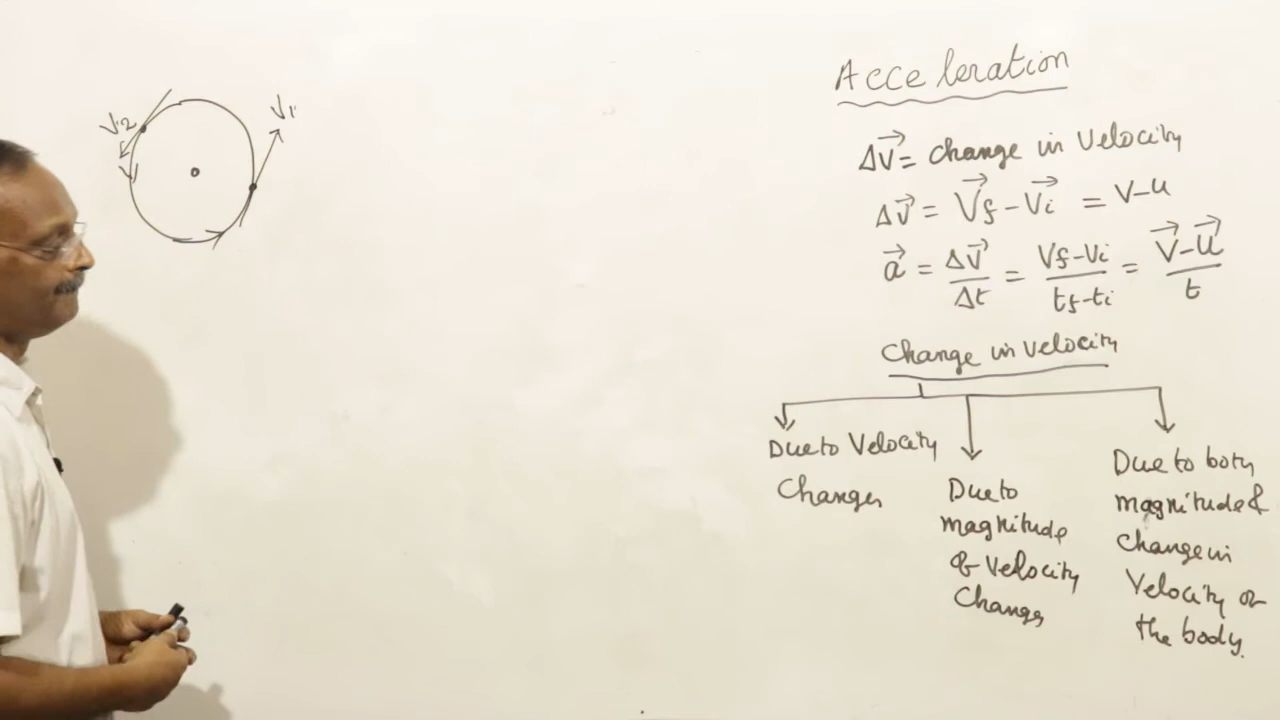 V2
V1
Acceleration
ΔV⃗ = Change in Velocity
ΔV⃗ = V⃗f - V⃗i = V-u
a⃗ = ΔV⃗/Δt = Vf-Vi/tf-ti = V⃗-U⃗/t
Change in velocity
Due to Velocity
Changes
Due to
magnitude
of Velocity
Changes
Due to both
magnitude &
Change in
Velocity of
the body.